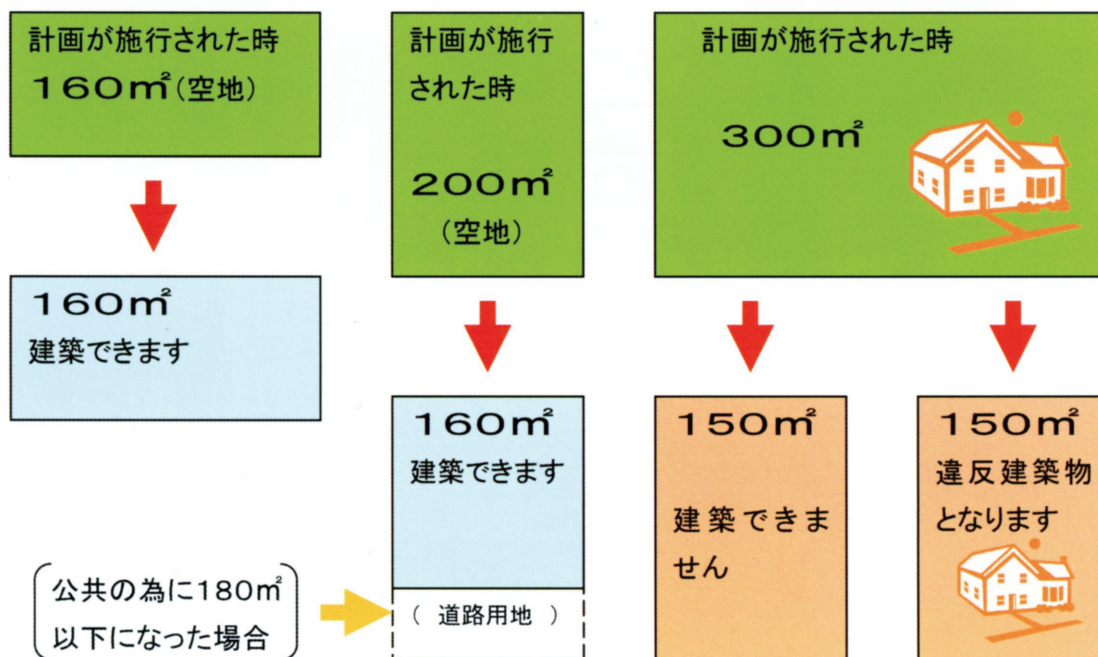 計画が施行された時
160㎡(空地)
160㎡
建築できます
計画が施行
された時
200㎡
(空地)
160㎡
建築できます
( 道路用地 )
公共の為に180㎡
以下になった場合
計画が施行された時
300㎡
150㎡
建築できま
せん
150㎡
違反建築物
となります